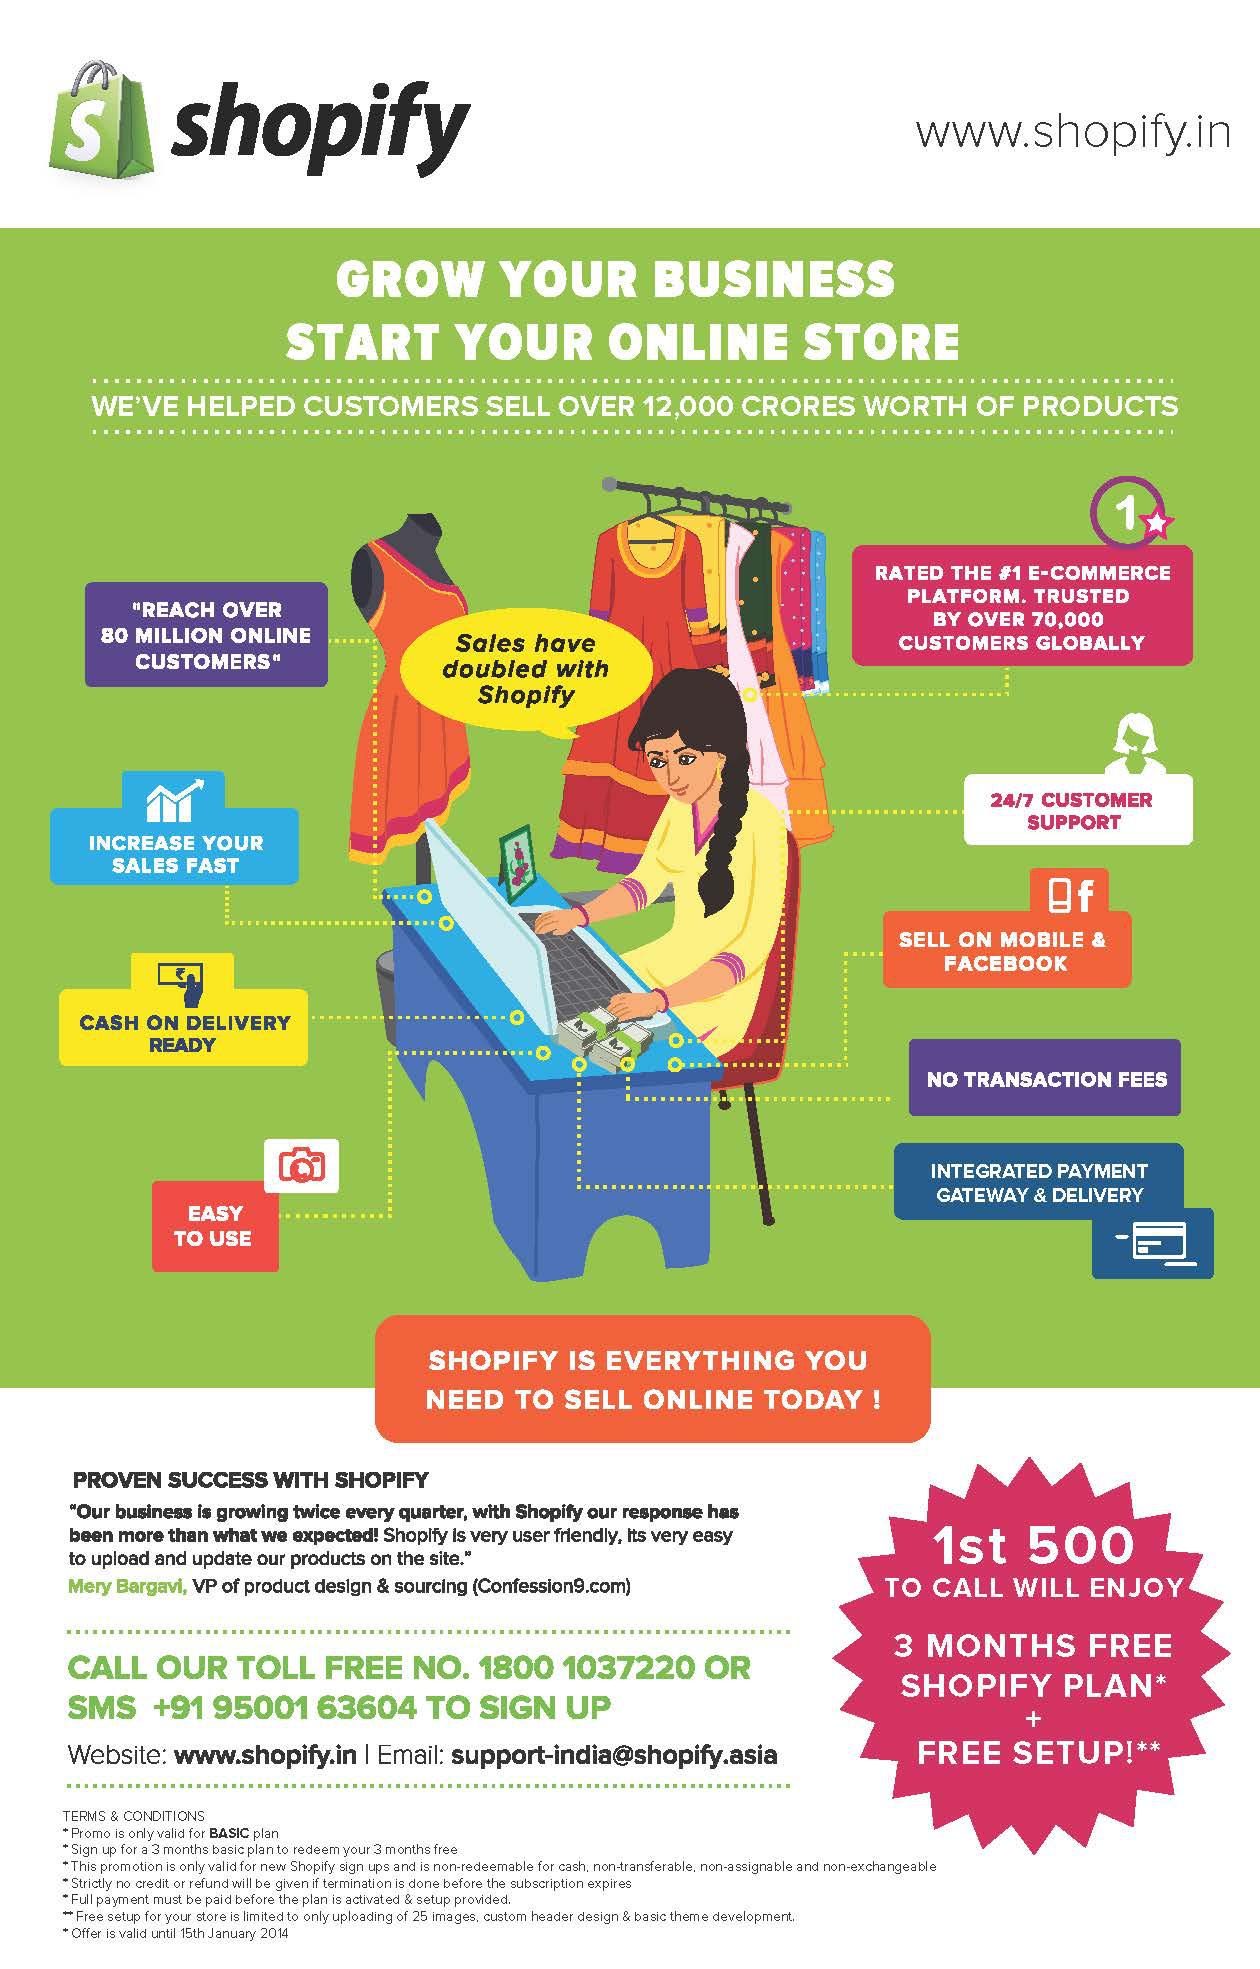 shopify
www.shopify.in
GROW YOUR BUSINESS
START YOUR ONLINE STORE
WE'VE HELPED CUSTOMERS SELL OVER 12,000 CRORES WORTH OF PRODUCTS
1
RATED THE #1 E-COMMERCE
PLATFORM. TRUSTED
BY OVER 70,000
CUSTOMERS GLOBALLY
"REACH OVER
80 MILLION ONLINE
CUSTOMERS"
Sales have
doubled with
Shopify
24/7 CUSTOMER
SUPPORT
INCREASE YOUR
SALES FAST
f
SELL ON MOBILE &
FACEBOOK
₹
CASH ON DELIVERY
READY
NO TRANSACTION FEES
INTEGRATED PAYMENT
GATEWAY & DELIVERY
EASY
TO USE
SHOPIFY IS EVERYTHING YOU
NEED TO SELL ONLINE TODAY !
PROVEN SUCCESS WITH SHOPIFY
"Our business is growing twice every quarter, with Shopify our response has
been more than what we expected! Shopify is very user friendly, its very easy
to upload and update our products on the site."
Mery Bargavi, VP of product design & sourcing (Confession9.com)
1st 500
TO CALL WILL ENJOY
3 MONTHS FREE
SHOPIFY PLAN*
+
FREE SETUP!**
CALL OUR TOLL FREE NO. 1800 1037220 OR
SMS +91 95001 63604 TO SIGN UP
Website: www.shopify.in | Email: support-india@shopify.asia
TERMS & CONDITIONS
* Promo is only valid for BASIC plan
* Sign up for a 3 months basic plan to redeem your 3 months free
* This promotion is only valid for new Shopify sign ups and is non-redeemable for cash, non-transferable, non-assignable and non-exchangeable
* Strictly no credit or refund will be given if termination is done before the subscription expires
* Full payment must be paid before the plan is activated & setup provided.
** Free setup for your store is limited to only uploading of 25 images, custom header design & basic theme development.
* Offer is valid until 15th January 2014